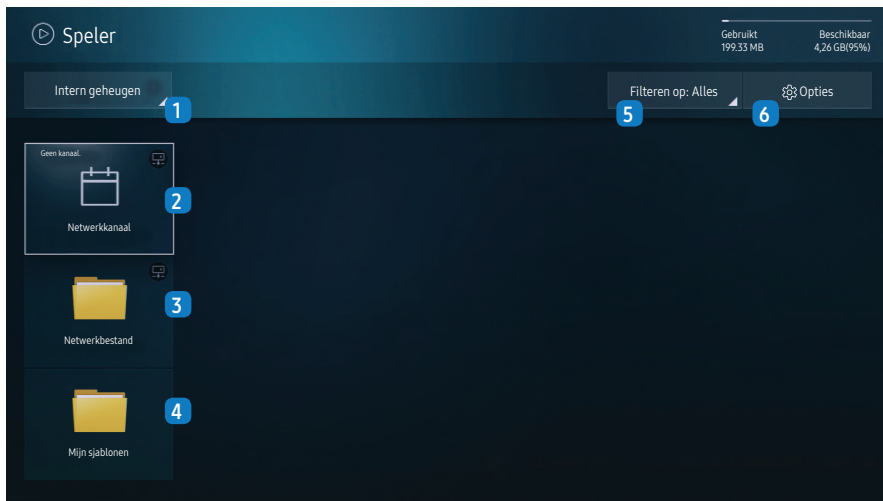 Speler
Gebruikt Beschikbaar
199.33 MB 4,26 GB(95%)
Intern geheugen
1
Filteren op: Alles
5
Opties
6
Geen kanaal.
Netwerkkanaal
2
Netwerkbestand
3
Mijn sjablonen
4